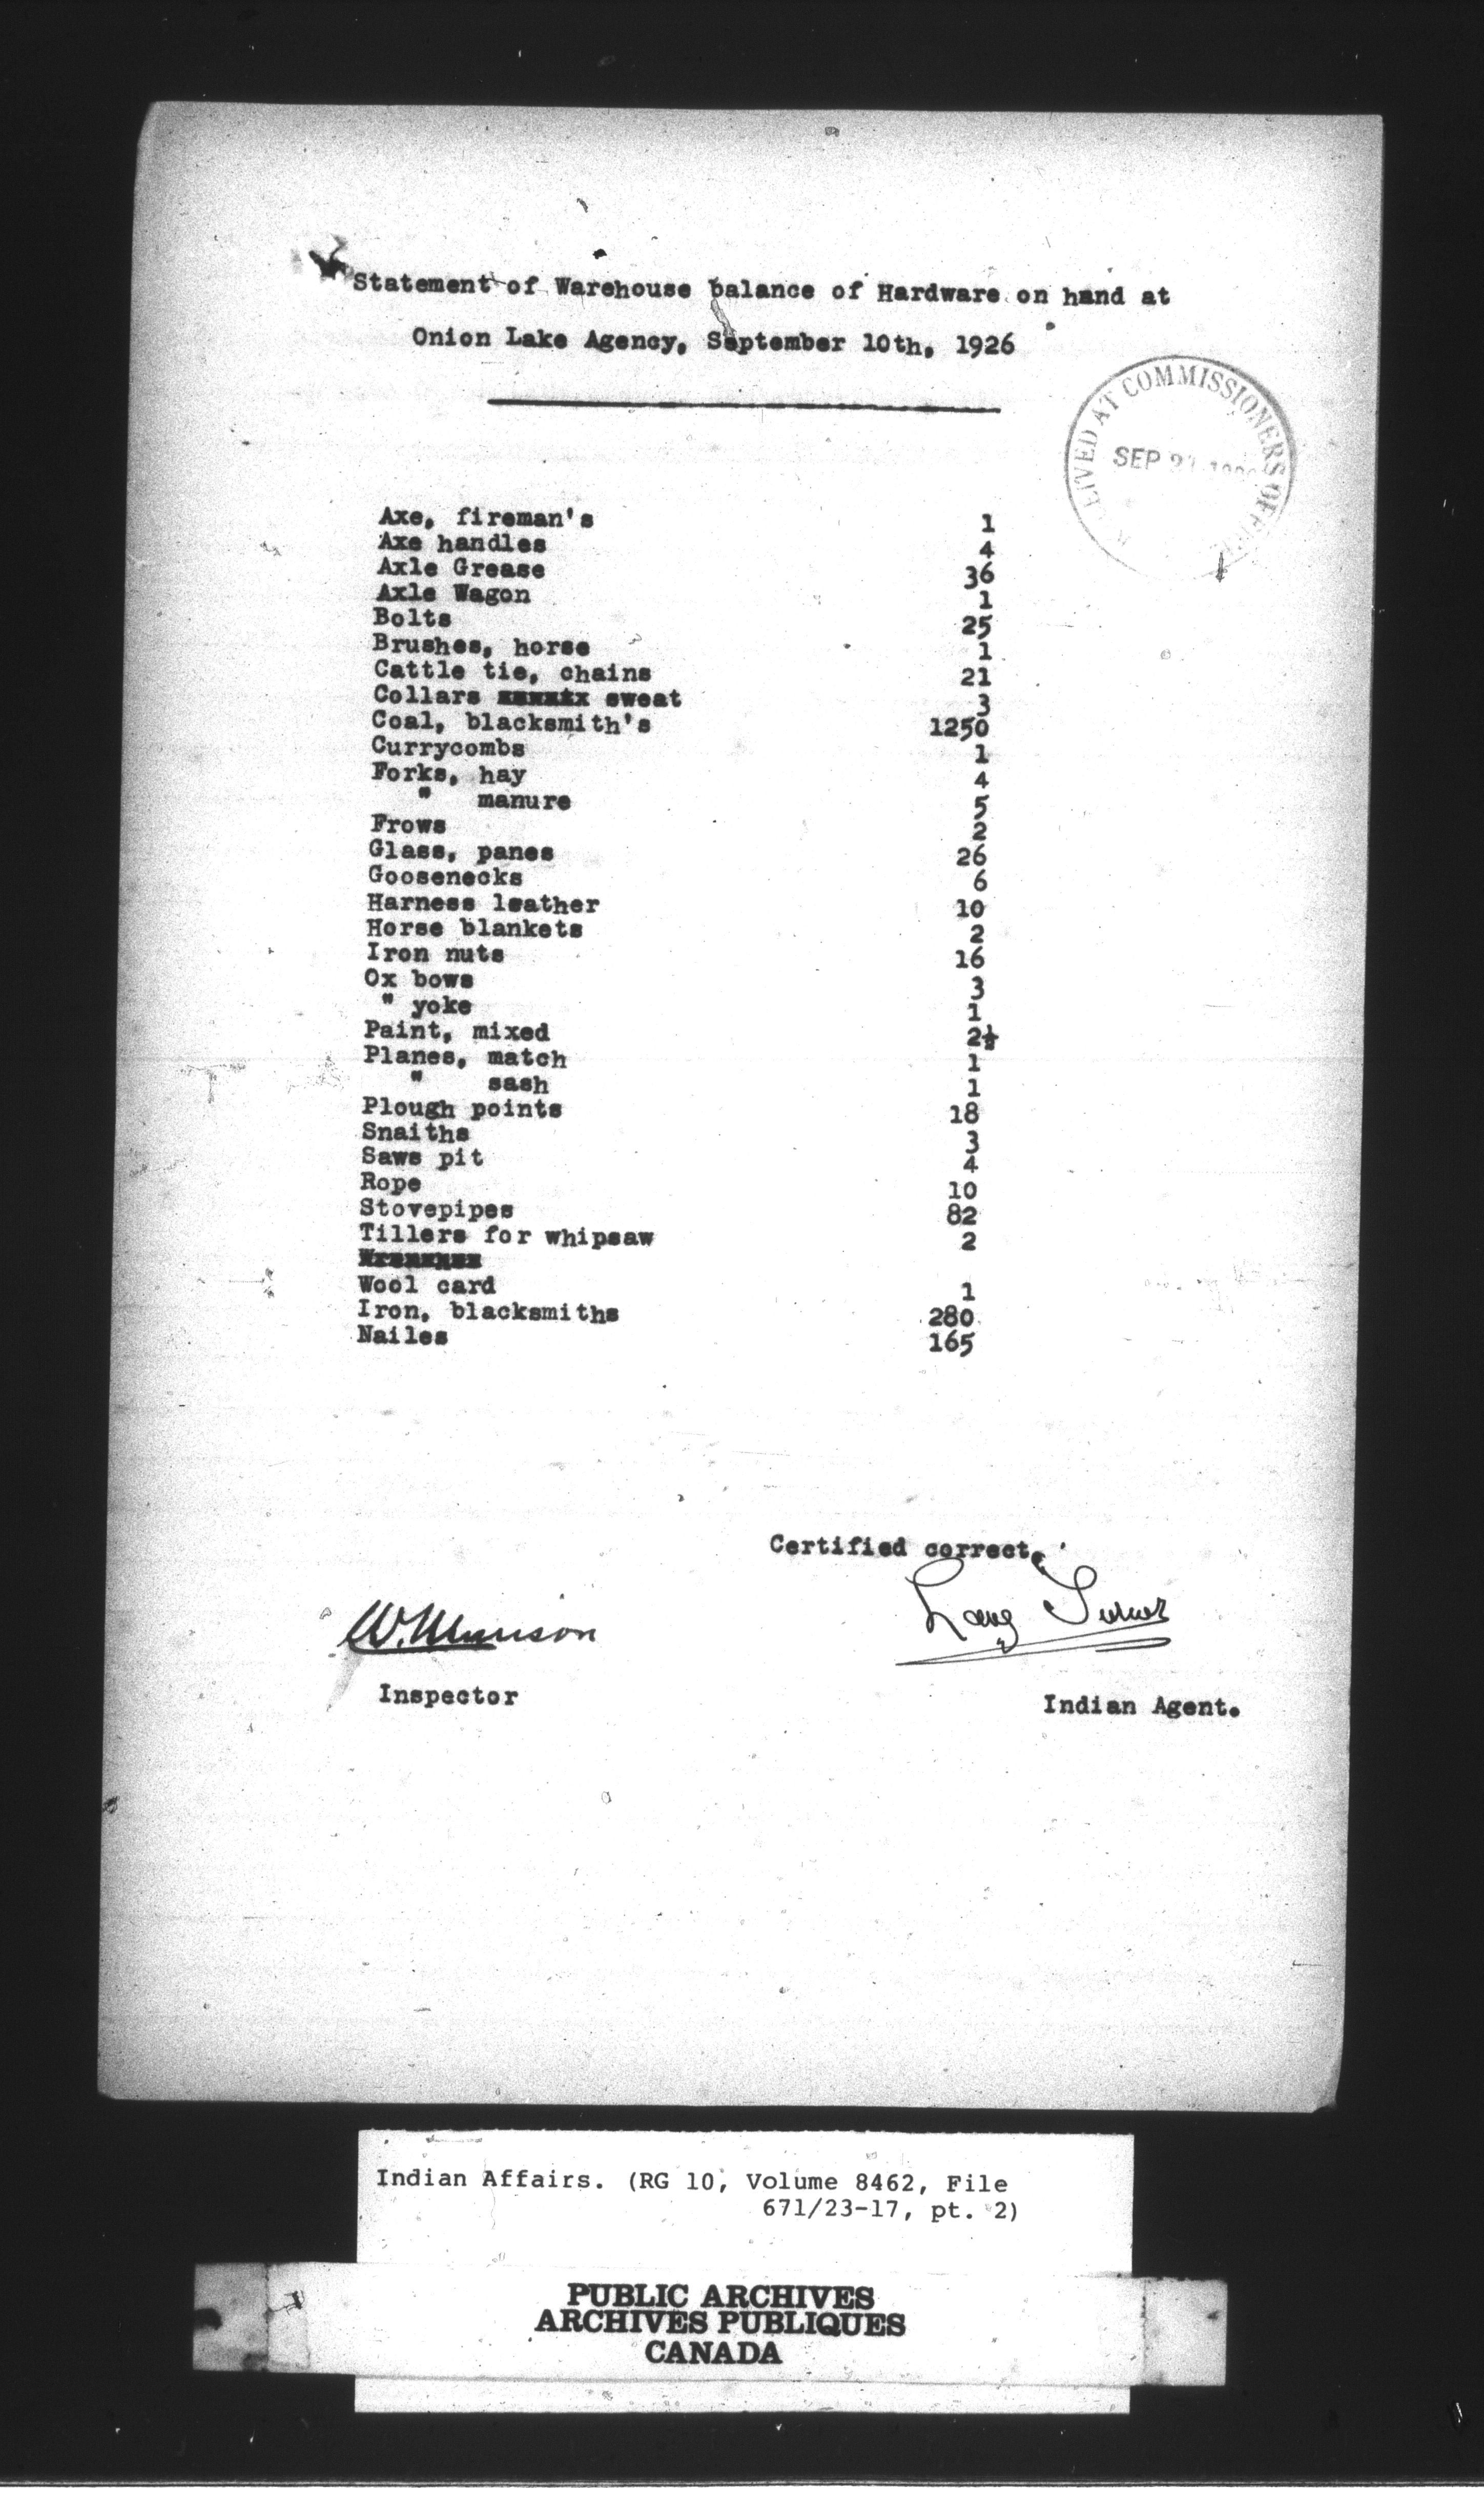 Statement of Warehouse balance of Hardware on hand at
Onion Lake Agency, September 10th, 1926
COMMISSIONERS
SEP
Axe, fireman's 1
Axe handles 4
Axle Grease 36
Axle Wagon 1
Bolts 25
Brushes, horse 1
Cattle tie, chains 21
Collars sweat 3
Coal, blacksmith's 1250
Currycombs 1
Forks, hay 4
" manure 5
Frows 2
Glass, panes 26
Goosenecks 6
Harness leather 10
Horse blankets 2
Iron nuts 16
Ox bows 3
" yoke 1
Paint, mixed 2½
Planes, match 1
" sash 1
Plough points 18
Snaiths 3
Saws pit 4
Rope 10
Stovepipes 82
Tillers for whipsaw 2
Wool card 1
Iron, blacksmiths 280
Nailes 165
Certified correct.
Inspector
Indian Agent.
Indian Affairs. (RG 10, Volume 8462, File
671/23-17, pt. 2)
PUBLIC ARCHIVES
ARCHIVES PUBLIQUES
CANADA